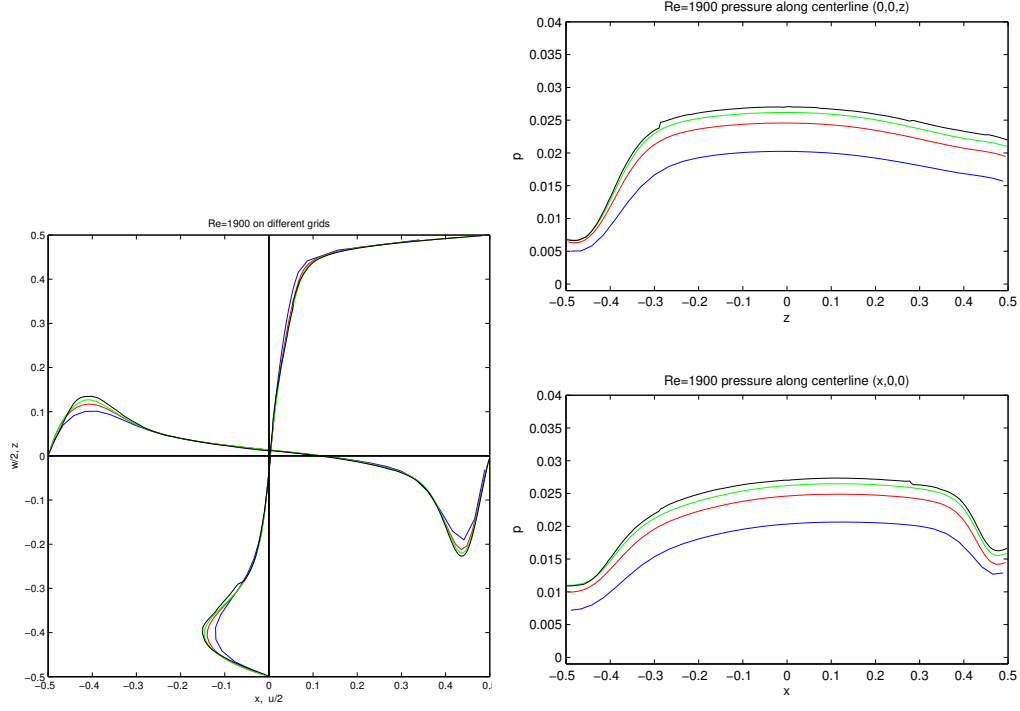 Re=1900 on different grids
0.5
0.4
0.3
0.2
0.1
0
−0.1
−0.2
−0.3
−0.4
−0.5
w/2, z
−0.5 −0.4 −0.3 −0.2 −0.1 0 0.1 0.2 0.3 0.4 0.5
x, u/2
Re=1900 pressure along centerline (0,0,z)
0.04
0.035
0.03
0.025
0.02
0.015
0.01
0.005
0
p
−0.5 −0.4 −0.3 −0.2 −0.1 0 0.1 0.2 0.3 0.4 0.5
z
Re=1900 pressure along centerline (x,0,0)
0.04
0.035
0.03
0.025
0.02
0.015
0.01
0.005
0
p
−0.5 −0.4 −0.3 −0.2 −0.1 0 0.1 0.2 0.3 0.4 0.5
x